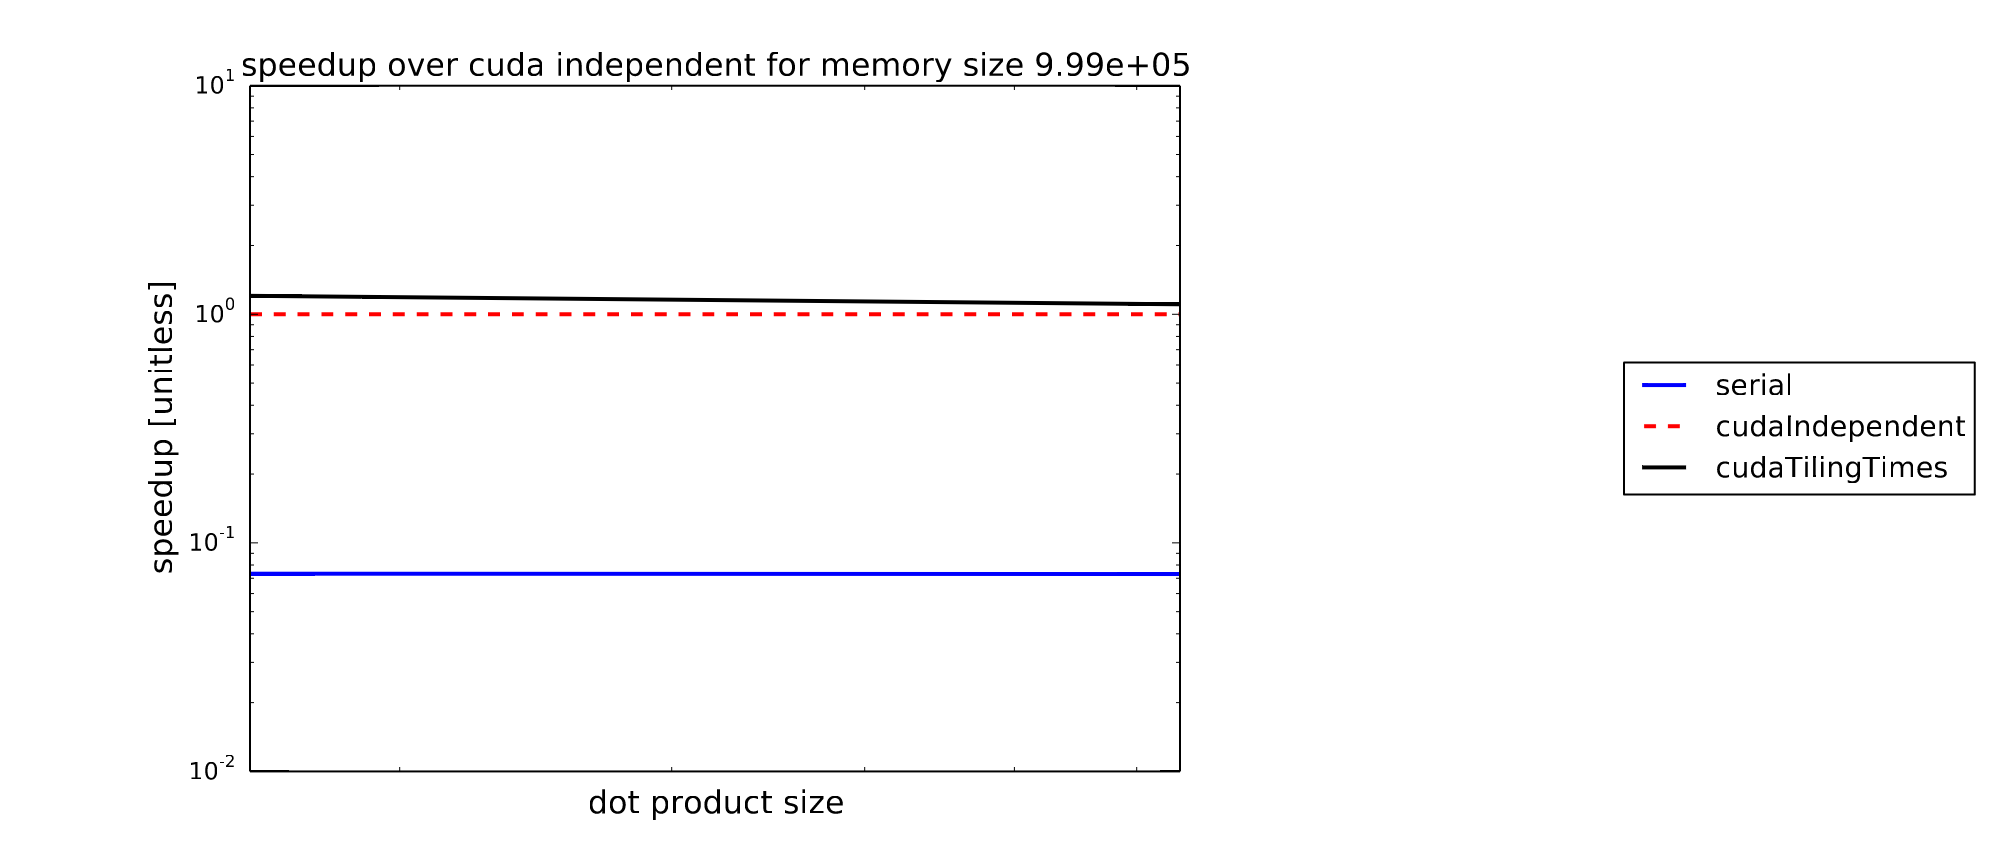 speedup over cuda independent for memory size 9.99e+05
10^1
10^0
10^-1
10^-2
speedup [unitless]
dot product size
serial
cudaIndependent
cudaTilingTimes